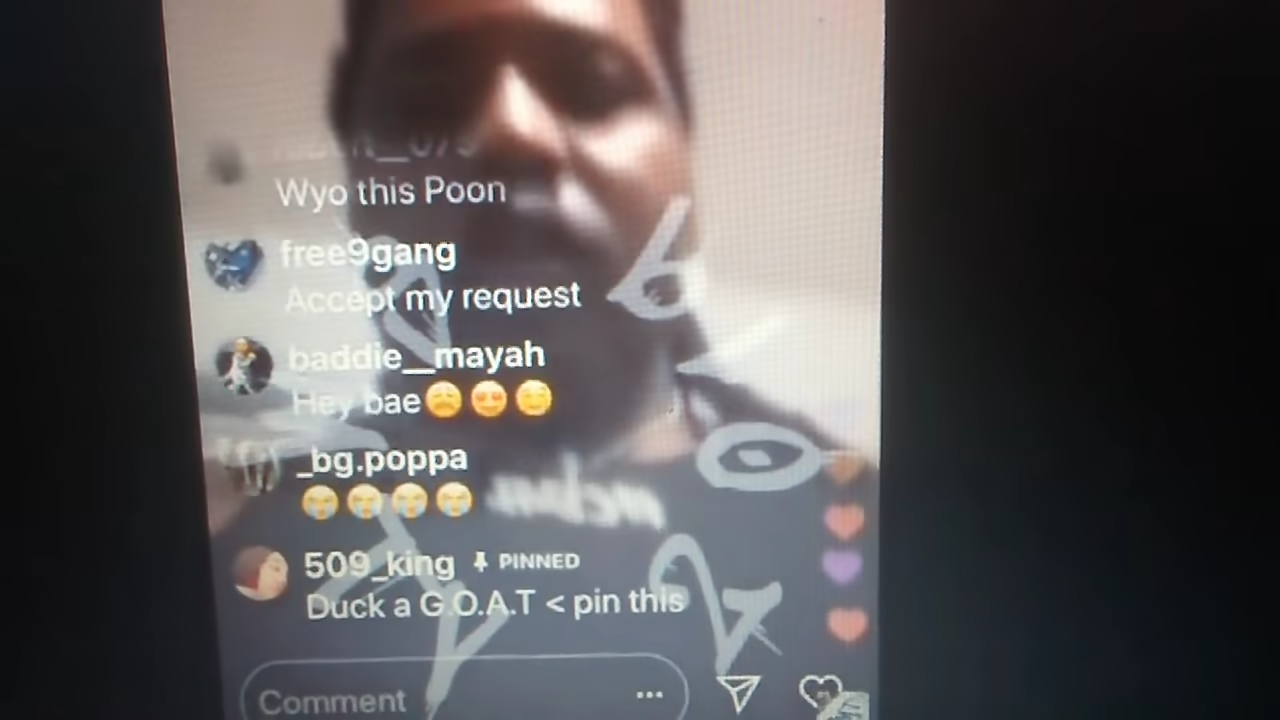 Wyo this Poon
free9gang
Accept my request
baddie__mayah
Hey bae😩😍☺️
_bg.poppa
😭😭😭😭
509_king 📌 PINNED
Duck a G.O.A.T < pin this
Comment ...